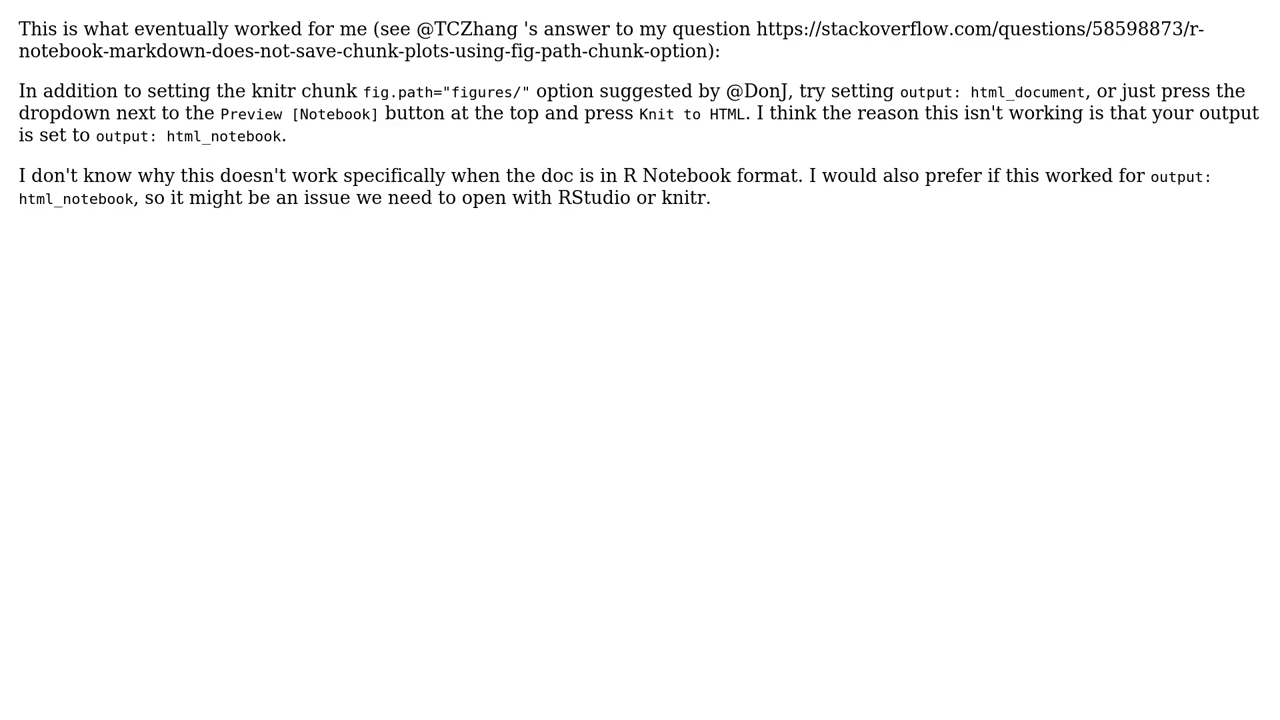 This is what eventually worked for me (see @TCZhang 's answer to my question https://stackoverflow.com/questions/58598873/r-
notebook-markdown-does-not-save-chunk-plots-using-fig-path-chunk-option):
In addition to setting the knitr chunk fig.path="figures/" option suggested by @DonJ, try setting output: html_document, or just press the
dropdown next to the Preview [Notebook] button at the top and press Knit to HTML. I think the reason this isn't working is that your output
is set to output: html_notebook.
I don't know why this doesn't work specifically when the doc is in R Notebook format. I would also prefer if this worked for output:
html_notebook, so it might be an issue we need to open with RStudio or knitr.